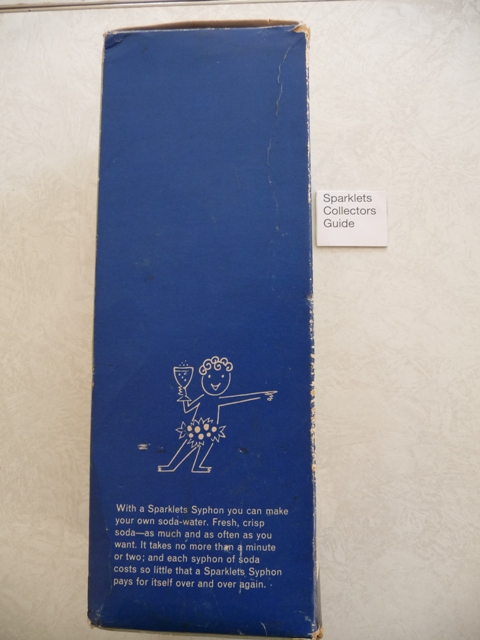 Sparklets
Collectors
Guide
With a Sparklets Syphon you can make
your own soda-water. Fresh, crisp
soda—as much and as often as you
want. It takes no more than a minute
or two; and each syphon of soda
costs so little that a Sparklets Syphon
pays for itself over and over again.